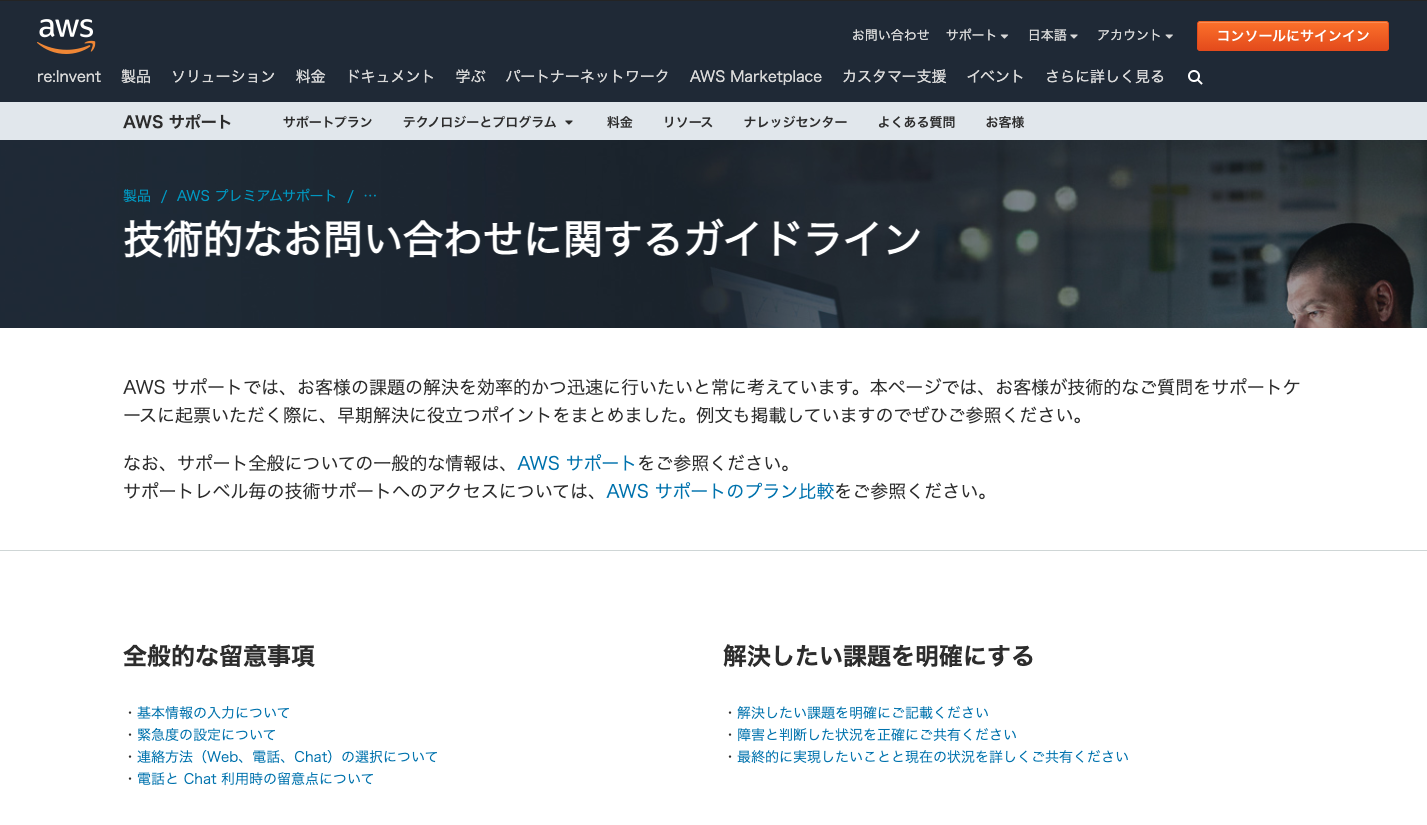 aws
お問い合わせ サポート 日本語 アカウント コンソールにサインイン
re:Invent 製品 ソリューション 料金 ドキュメント 学ぶ パートナーネットワーク AWS Marketplace カスタマー支援 イベント さらに詳しく見る
AWS サポート サポートプラン テクノロジーとプログラム 料金 リソース ナレッジセンター よくある質問 お客様
製品 / AWS プレミアムサポート / …
技術的なお問い合わせに関するガイドライン
AWS サポートでは、お客様の課題の解決を効率的かつ迅速に行いたいと常に考えています。本ページでは、お客様が技術的なご質問をサポートケ
ースに起票いただく際に、早期解決に役立つポイントをまとめました。例文も掲載していますのでぜひご参照ください。
なお、サポート全般についての一般的な情報は、AWS サポートをご参照ください。
サポートレベル毎の技術サポートへのアクセスについては、AWS サポートのプラン比較をご参照ください。
全般的な留意事項
・基本情報の入力について
・緊急度の設定について
・連絡方法（Web、電話、Chat）の選択について
・電話と Chat 利用時の留意点について
解決したい課題を明確にする
・解決したい課題を明確にご記載ください
・障害と判断した状況を正確にご共有ください
・最終的に実現したいことと現在の状況を詳しくご共有ください